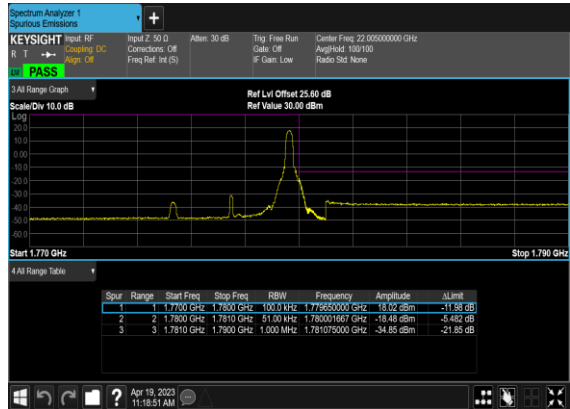 Spectrum Analyzer 1
Spurious Emissions
+
KEYSIGHT Input: RF Input Z: 50 Ω Atten: 30 dB Trig: Free Run Center Freq: 22.005000000 GHz
R T Coupling: DC Corrections: Off Gate: Off Avg|Hold: 100/100
Align: Off Freq Ref: Int (S) IF Gain: Low Radio Std: None
PASS
3 All Range Graph
Ref Lvl Offset 25.60 dB
Scale/Div 10.0 dB Ref Value 30.00 dBm
Log
20.0
10.0
0.00
-10.0
-20.0
-30.0
-40.0
-50.0
-60.0
Start 1.770 GHz Stop 1.790 GHz
4 All Range Table
Spur Range Start Freq Stop Freq RBW Frequency Amplitude ΔLimit
1 1 1.7700 GHz 1.7800 GHz 100.0 kHz 1.779650000 GHz 18.02 dBm -11.98 dB
2 2 1.7800 GHz 1.7810 GHz 51.00 kHz 1.780001667 GHz -18.48 dBm -5.482 dB
3 3 1.7810 GHz 1.7900 GHz 1.000 MHz 1.781075000 GHz -34.85 dBm -21.85 dB
? Apr 19, 2023
11:18:51 AM